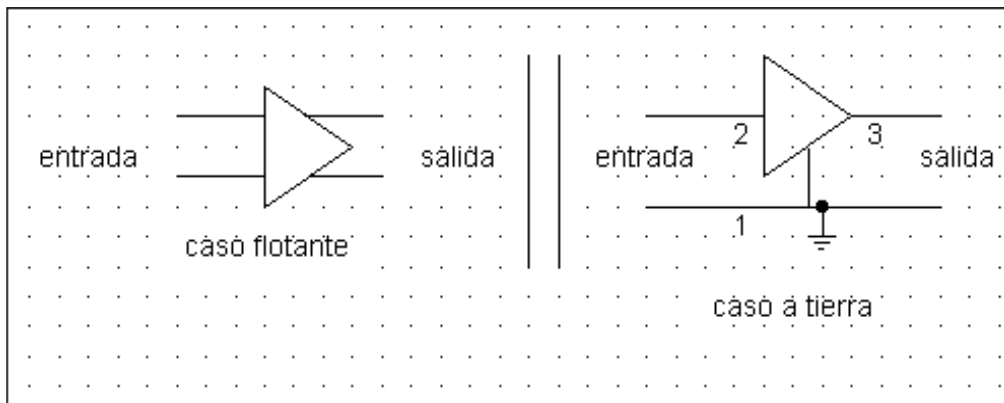 entrada
salida
caso flotante
2
3
entrada
salida
1
caso a tierra